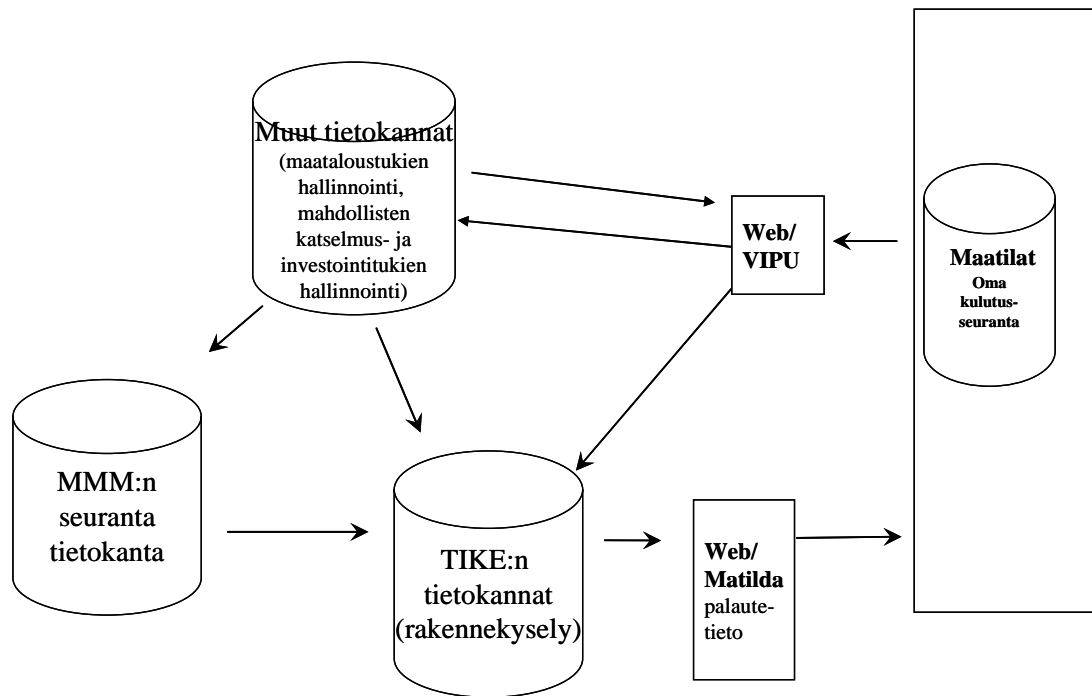 Muut tietokannat
(maataloustukien
hallinnointi,
mahdollisten
katselmus- ja
investointitukien
hallinnointi)
Web/
VIPU
Maatilat
Oma
kulutus-
seuranta
MMM:n
seuranta
tietokanta
TIKE:n
tietokannat
(rakennekysely)
Web/
Matilda
palaute-
tieto